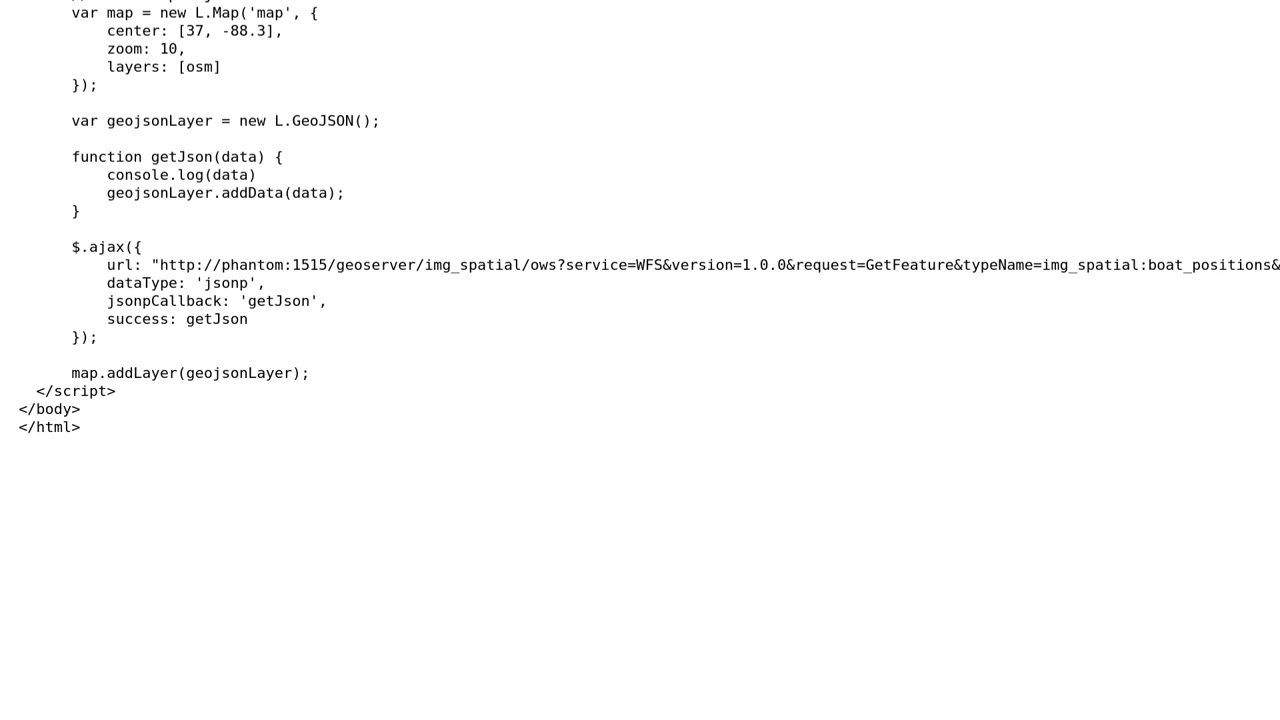 var map = new L.Map('map', {
center: [37, -88.3],
zoom: 10,
layers: [osm]
});
var geojsonLayer = new L.GeoJSON();
function getJson(data) {
console.log(data)
geojsonLayer.addData(data);
}
$.ajax({
url: "http://phantom:1515/geoserver/img_spatial/ows?service=WFS&version=1.0.0&request=GetFeature&typeName=img_spatial:boat_positions&
dataType: 'jsonp',
jsonpCallback: 'getJson',
success: getJson
});
map.addLayer(geojsonLayer);
</script>
</body>
</html>